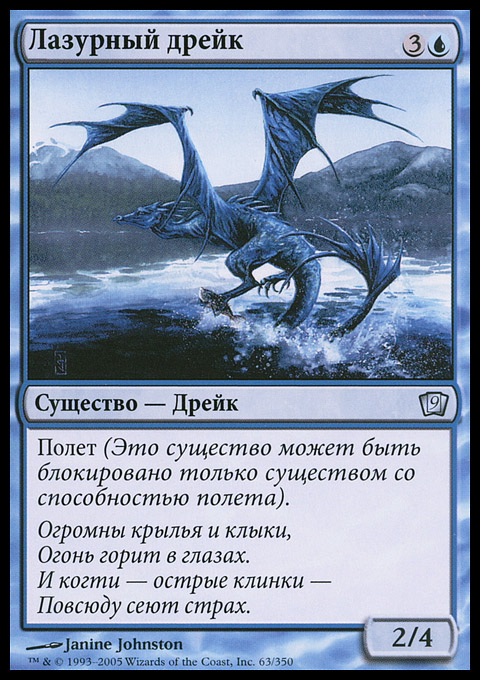 Лазурный дрейк 3
Существо — Дрейк 9
Полет (Это существо может быть
блокировано только существом со
способностью полета).
Огромны крылья и клыки,
Огонь горит в глазах.
И когти — острые клинки —
Повсюду сеют страх.
2/4
Janine Johnston
™ & © 1993–2005 Wizards of the Coast, Inc. 63/350